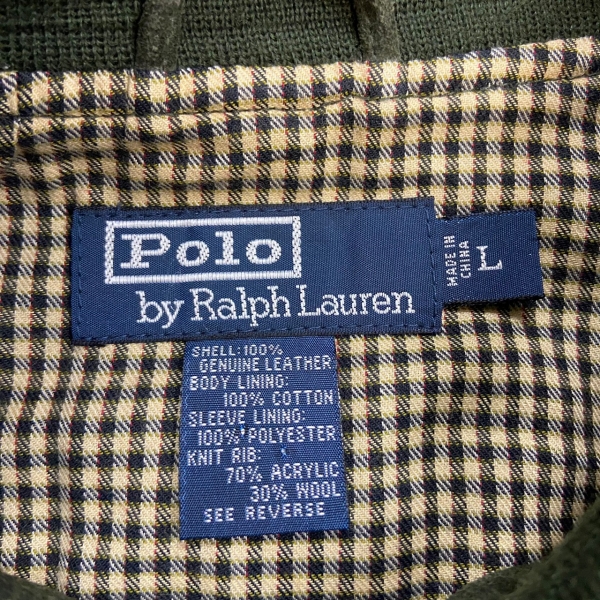 Polo
by Ralph Lauren
MADE IN
CHINA
L
SHELL: 100%
GENUINE LEATHER
BODY LINING:
100% COTTON
SLEEVE LINING:
100% POLYESTER
KNIT RIB:
70% ACRYLIC
30% WOOL
SEE REVERSE